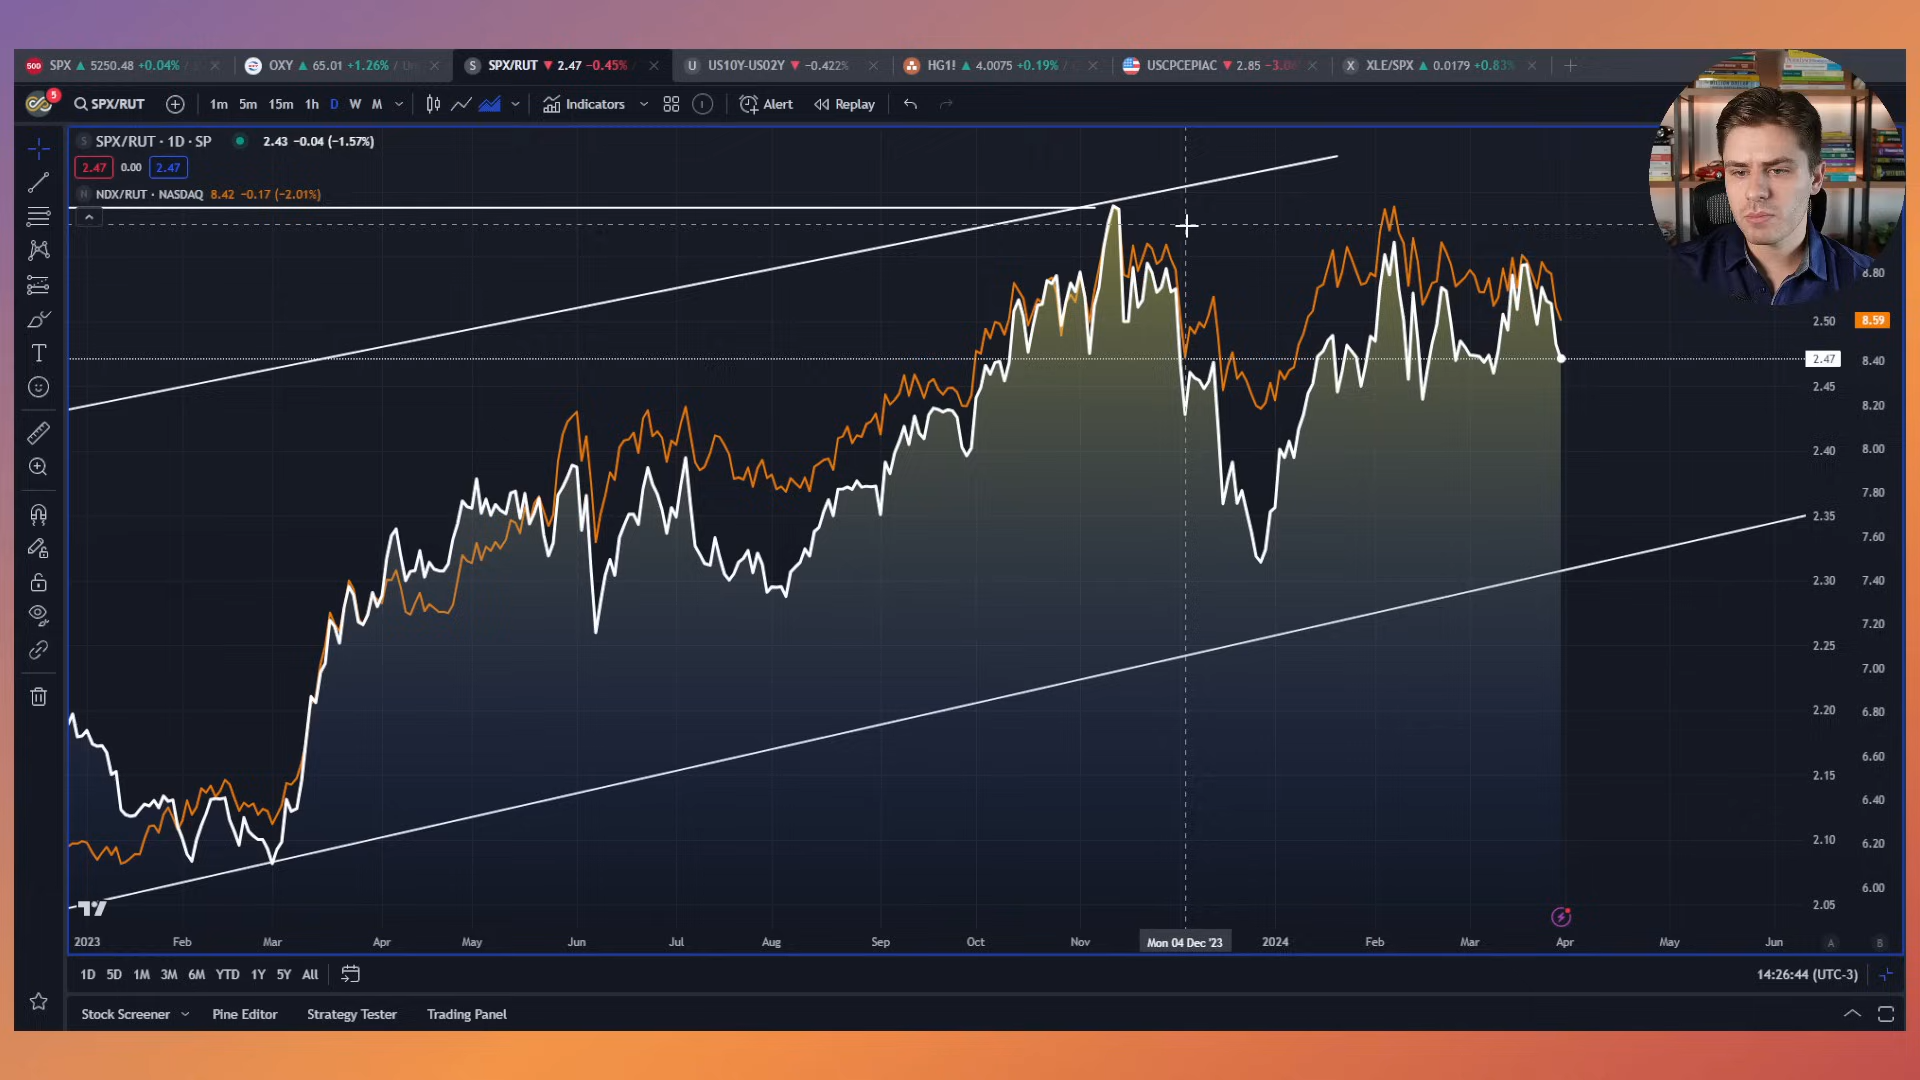 500 SPX 5250.48 +0.04% OXY 65.01 +1.26% S SPX/RUT 2.47 −0.45% U US10Y-US02Y −0.422% HG1! 4.0075 +0.19% USCPCEPIAC 2.85 X XLE/SPX 0.0179 +0.83%
5 SPX/RUT 1m 5m 15m 1h D W M Indicators Alert Replay
S SPX/RUT · 1D · SP 2.43 −0.04 (−1.57%)
2.47 0.00 2.47
N NDX/RUT · NASDAQ 8.42 −0.17 (−2.01%)
8.80
2.50 8.59
2.47 8.40
2.45
8.20
2.40 8.00
7.80
2.35
7.60
2.30 7.40
7.20
2.25
7.00
2.20 6.80
6.60
2.15
6.40
2.10 6.20
6.00
2.05
2023 Feb Mar Apr May Jun Jul Aug Sep Oct Nov Mon 04 Dec '23 2024 Feb Mar Apr May Jun A B
1D 5D 1M 3M 6M YTD 1Y 5Y All 14:26:44 (UTC-3)
Stock Screener Pine Editor Strategy Tester Trading Panel